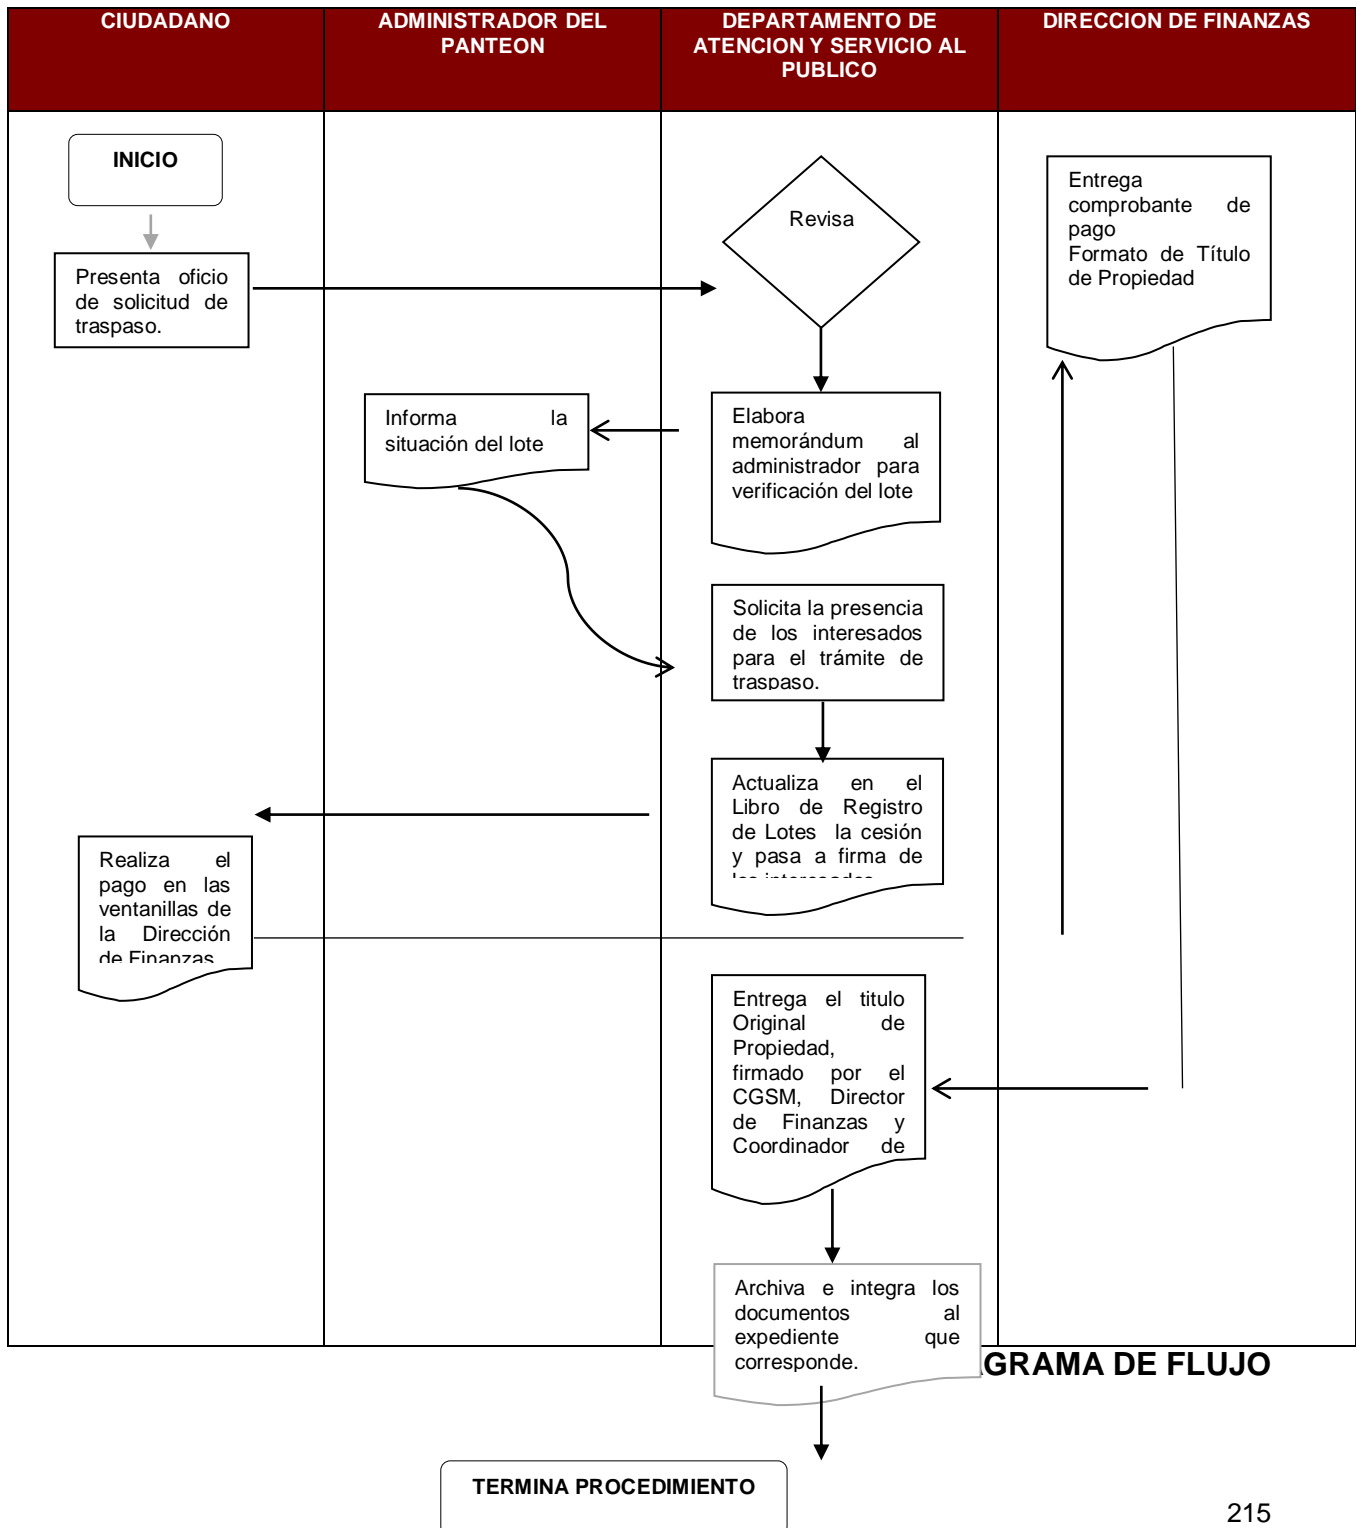 CIUDADANO
ADMINISTRADOR DEL
PANTEON
DEPARTAMENTO DE
ATENCION Y SERVICIO AL
PUBLICO
DIRECCION DE FINANZAS
INICIO
Presenta oficio
de solicitud de
traspaso.
Revisa
Entrega
comprobante de
pago
Formato de Título
de Propiedad
Informa la
situación del lote
Elabora
memorándum al
administrador para
verificación del lote
Solicita la presencia
de los interesados
para el trámite de
traspaso.
Actualiza en el
Libro de Registro
de Lotes la cesión
y pasa a firma de
los interesados
Realiza el
pago en las
ventanillas de
la Dirección
de Finanzas
Entrega el titulo
Original de
Propiedad,
firmado por el
CGSM, Director
de Finanzas y
Coordinador de
Archiva e integra los
documentos al
expediente que
corresponde.
GRAMA DE FLUJO
TERMINA PROCEDIMIENTO
215